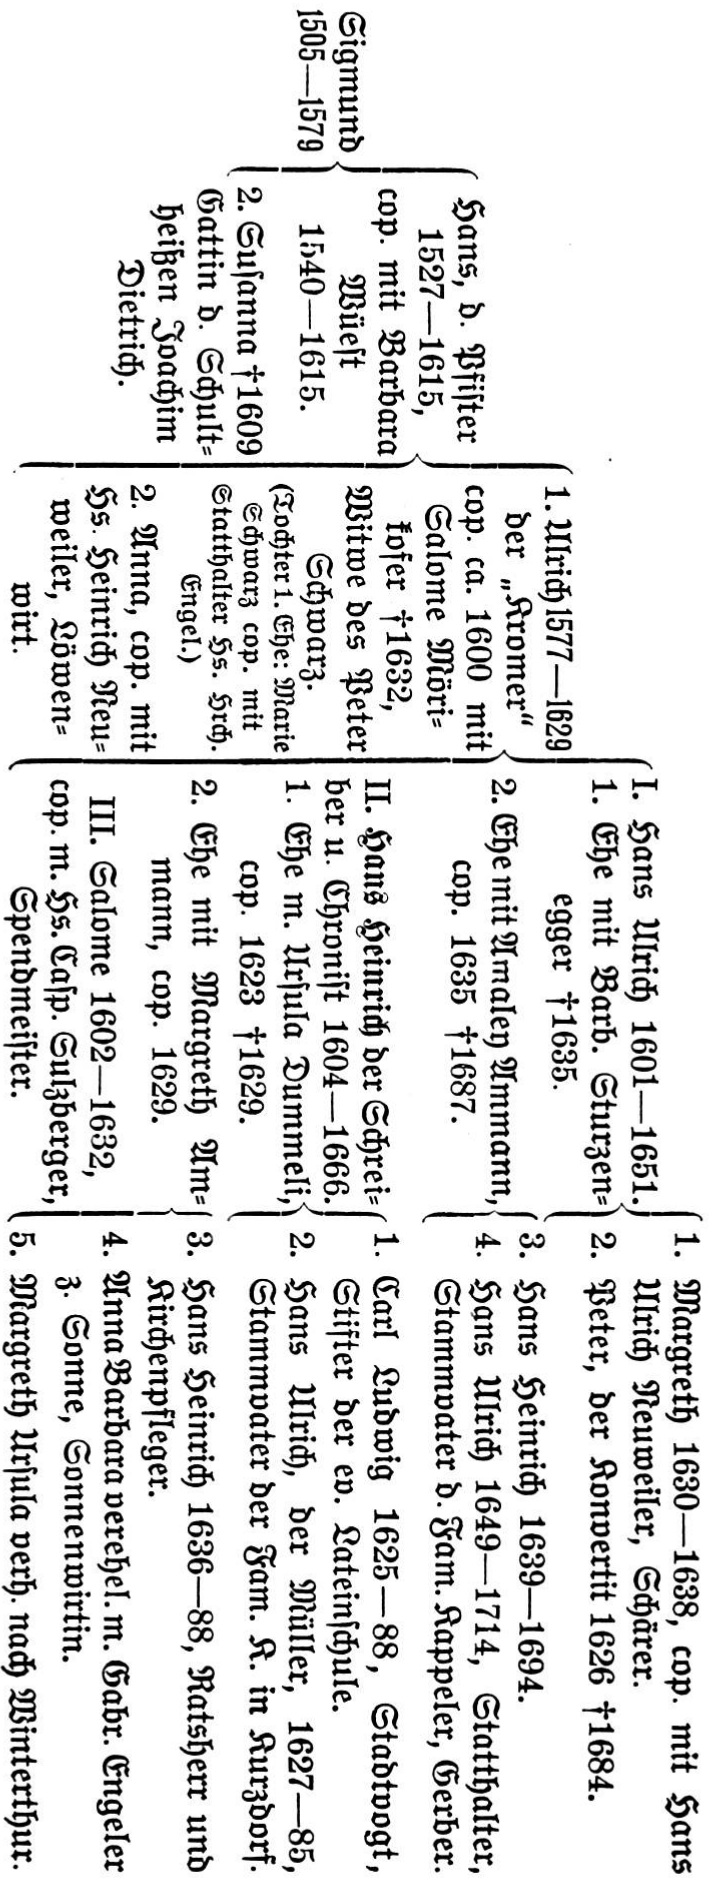 Sigmund
1505—1579
Hans, d. Pfister
1527—1615,
cop. mit Barbara
Wüest
1540—1615.
2. Susanna †1609
Gattin d. Schult=
heißen Joachim
Dietrich.
1. Ulrich 1577—1629
der „Kromer“
cop. ca. 1600 mit
Salome Möri=
kofer †1632,
Witwe des Peter
Schwarz.
(Tochter 1. Ehe: Marie
Schwarz cop. mit
Statthalter Hs. Hrch.
Engel.)
2. Anna, cop. mit
Hs. Heinrich Neu=
weiler, Löwen=
wirt.
I. Hans Ulrich 1601—1651.
1. Ehe mit Barb. Sturzen=
egger †1635.
2. Ehe mit Amaley Ammann,
cop. 1635 †1687.
II. Hans Heinrich der Schrei=
ber u. Chronist 1604—1666.
1. Ehe m. Ursula Dummeli,
cop. 1623 †1629.
2. Ehe mit Margreth Am=
mann, cop. 1629.
III. Salome 1602—1632,
cop. m. Hs. Casp. Sulzberger,
Spendmeister.
1. Margreth 1630—1638, cop. mit Hans
Ulrich Neuweiler, Schärer.
2. Peter, der Konvertit 1626 †1684.
3. Hans Heinrich 1639—1694.
4. Hans Ulrich 1649—1714, Statthalter,
Stammvater d. Fam. Kappeler, Gerber.
1. Carl Ludwig 1625—88, Stadtvogt,
Stifter der ev. Lateinschule.
2. Hans Ulrich, der Müller, 1627—85,
Stammvater der Fam. K. in Kurzdorf.
3. Hans Heinrich 1636—88, Ratsherr und
Kirchenpfleger.
4. Anna Barbara verehel. m. Gabr. Engeler
z. Sonne, Sonnenwirtin.
5. Margreth Ursula verh. nach Winterthur.